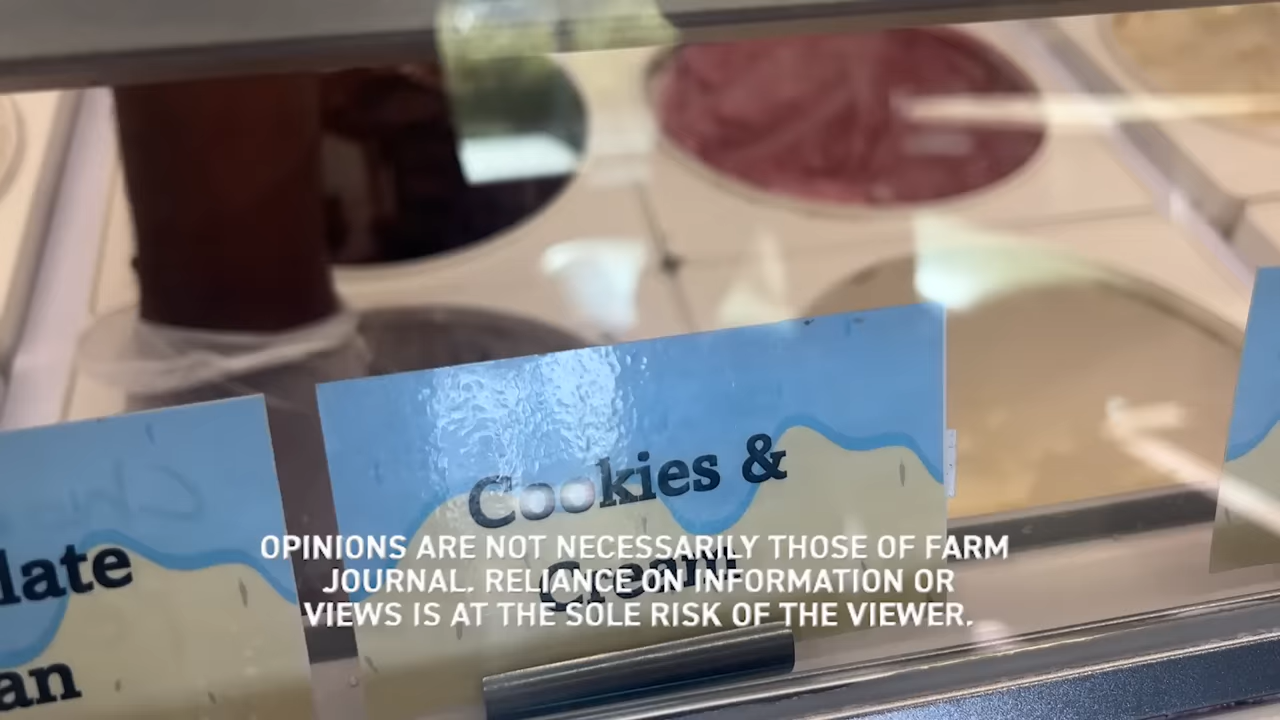 Cookies &
Cream
late
an
OPINIONS ARE NOT NECESSARILY THOSE OF FARM
JOURNAL. RELIANCE ON INFORMATION OR
VIEWS IS AT THE SOLE RISK OF THE VIEWER.